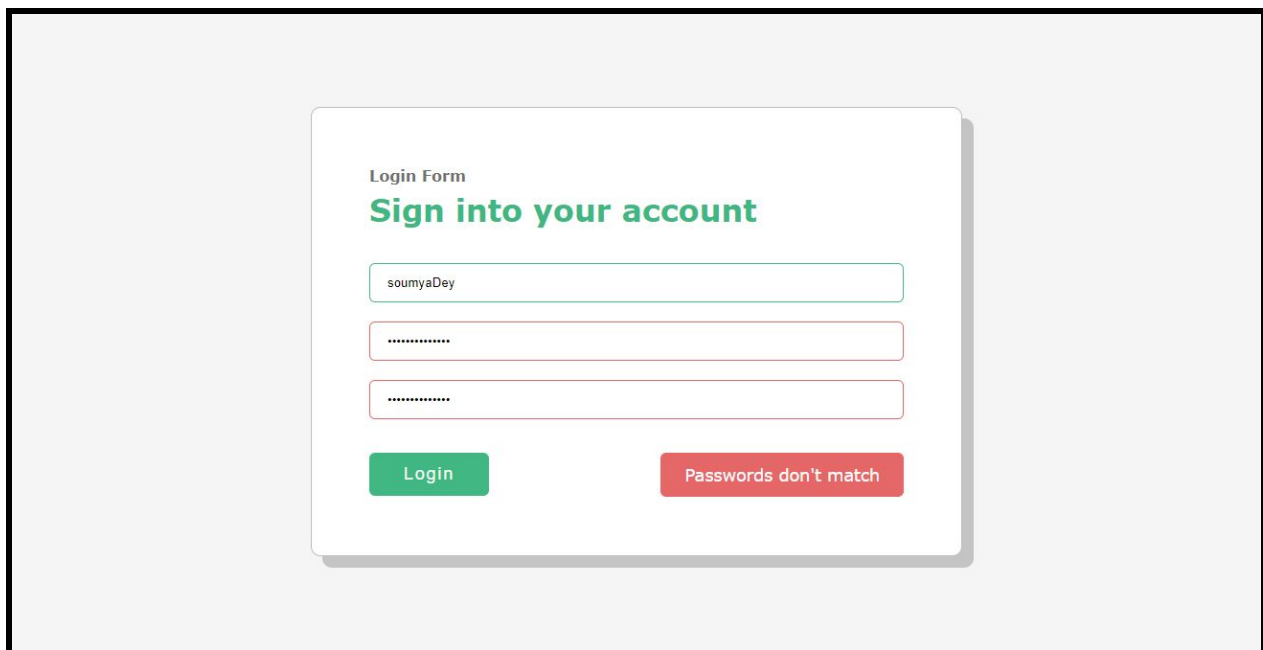 Login Form
Sign into your account
soumyaDey
••••••••••••••
••••••••••••••
Login
Passwords don't match